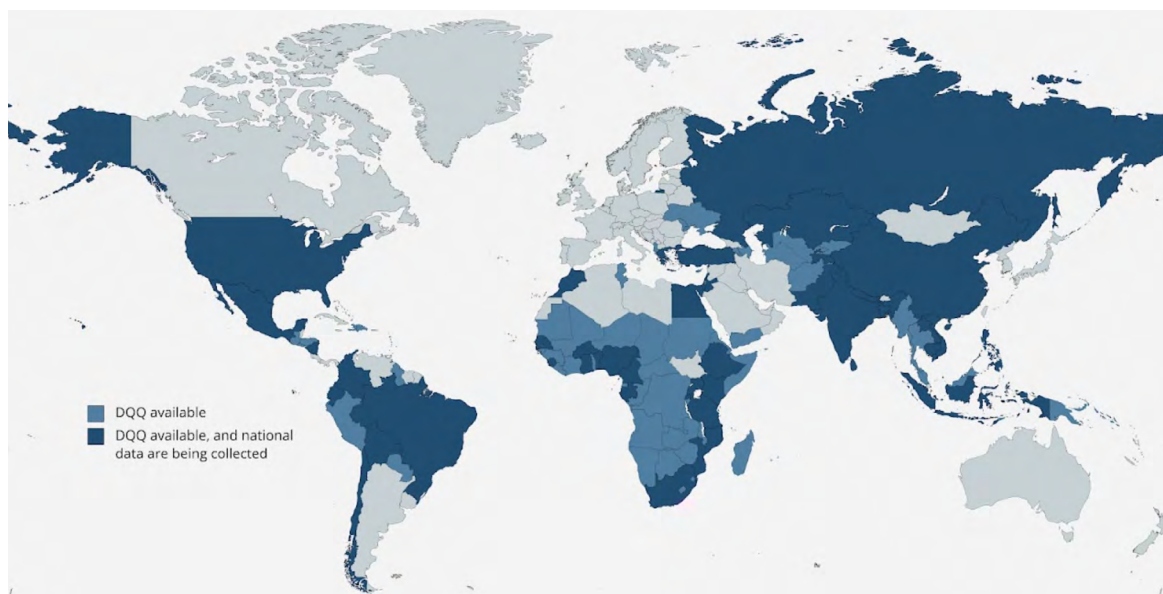 DQQ available
DQQ available, and national
data are being collected